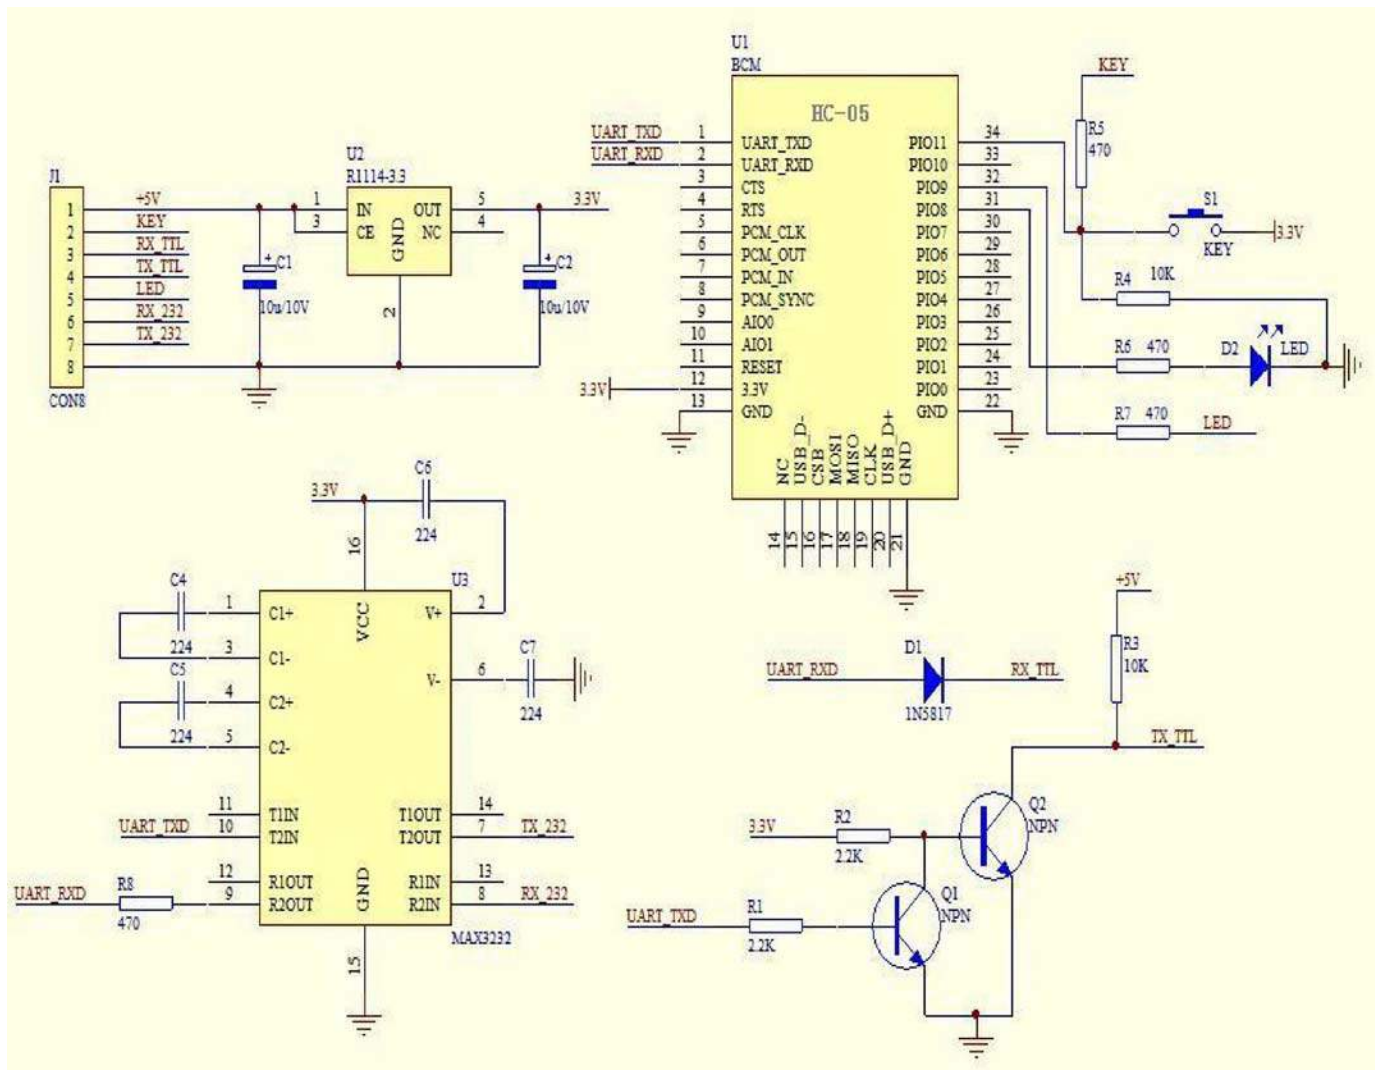 J1
+5V
1
KEY
2
RX_TTL
3
TX_TTL
4
LED
5
RX_232
6
TX_232
7
8
CON8
C1
10u/10V
U2
R1114-3.3
1 IN OUT 5
3 CE NC 4
GND
2
3.3V
C2
10u/10V
U1
BCM
HC-05
UART_TXD 1 UART_TXD PIO11 34
UART_RXD 2 UART_RXD PIO10 33
3 CTS PIO9 32
4 RTS PIO8 31
5 PCM_CLK PIO7 30
6 PCM_OUT PIO6 29
7 PCM_IN PIO5 28
8 PCM_SYNC PIO4 27
9 AIO0 PIO3 26
10 AIO1 PIO2 25
11 RESET PIO1 24
3.3V 12 3.3V PIO0 23
13 GND GND 22
NC USB_D- CSB MOSI MISO CLK USB_D+ GND
14 15 16 17 18 19 20 21
KEY
R5
470
S1
KEY
3.3V
R4 10K
R6 470
D2 LED
R7 470 LED
3.3V
C6
224
16
VCC
U3
C4
224
1 C1+ V+ 2
3 C1-
C5
224
4 C2+ V- 6
5 C2-
C7
224
11 T1IN T1OUT 14
UART_TXD 10 T2IN T2OUT 7 TX_232
12 R1OUT R1IN 13
UART_RXD R8 9 R2OUT R2IN 8 RX_232
470
GND
MAX3232
15
UART_RXD D1 RX_TTL
1N5817
+5V
R3
10K
TX_TTL
3.3V R2
2.2K
Q2
NPN
UART_TXD R1
2.2K
Q1
NPN